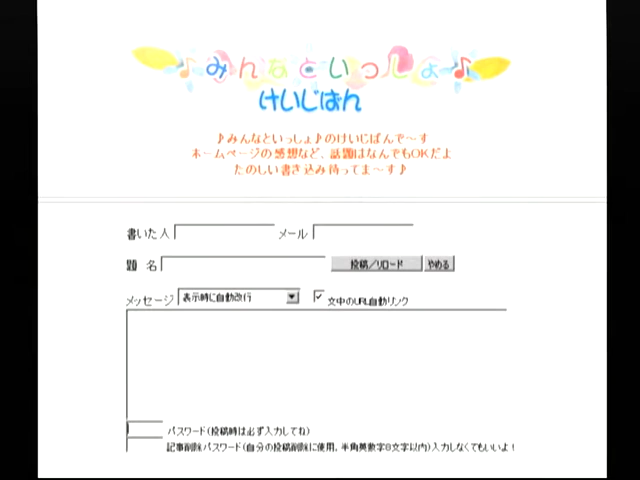 ♪みんなといっしょ♪
けいじばん
♪みんなといっしょ♪のけいじばんで〜す
ホームページの感想など、話題はなんでもOKだよ
たのしい書き込み待ってま〜す♪
書いた人 メール
題 名 投稿/リロード やめる
メッセージ 表示時に自動改行 ✓ 文中のURL自動リンク
パスワード(投稿時は必ず入力してね)
記事削除パスワード(自分の投稿削除に使用。半角英数字8文字以内)入力しなくてもいいよ!